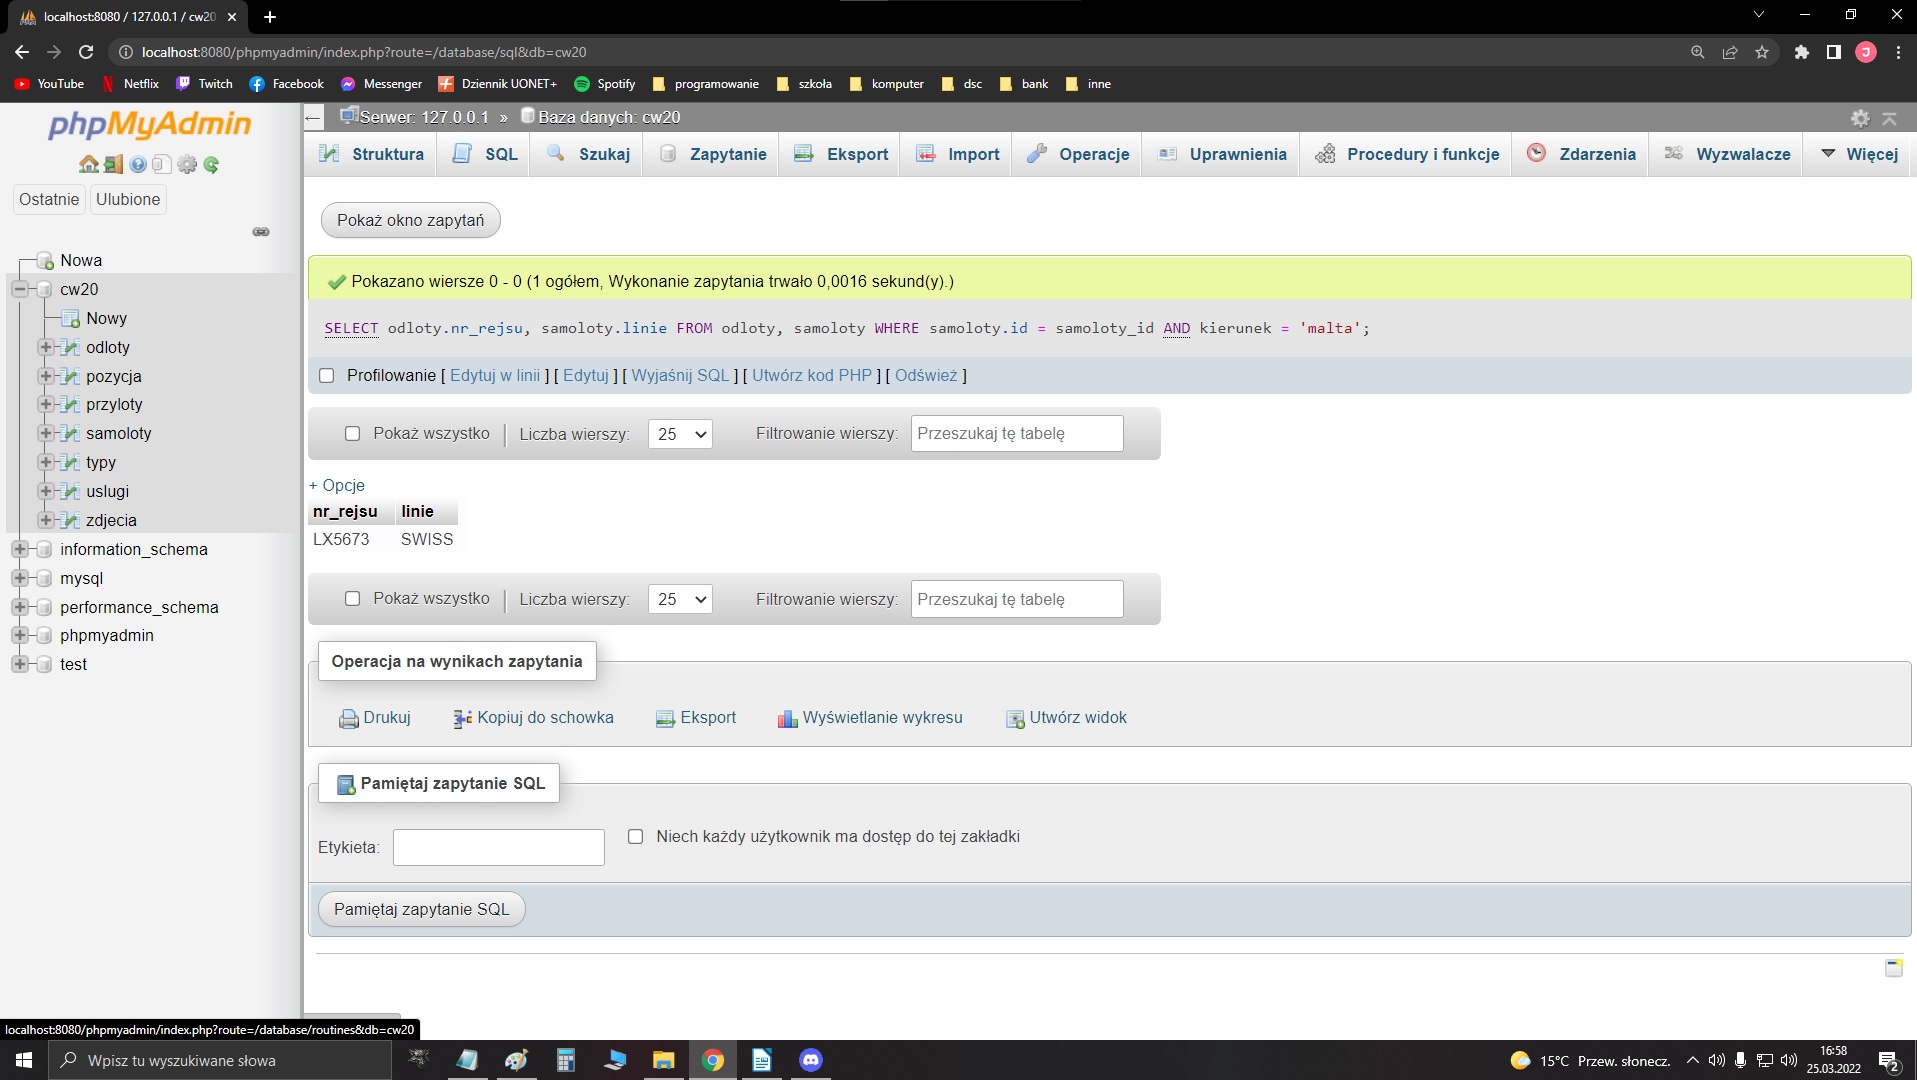 localhost:8080 / 127.0.0.1 / cw20
localhost:8080/phpmyadmin/index.php?route=/database/sql&db=cw20
J
YouTube Netflix Twitch Facebook Messenger Dziennik UONET+ Spotify programowanie szkoła komputer dsc bank inne
phpMyAdmin
Ostatnie Ulubione
Nowa
cw20
Nowy
odloty
pozycja
przyloty
samoloty
typy
uslugi
zdjecia
information_schema
mysql
performance_schema
phpmyadmin
test
Serwer: 127.0.0.1 » Baza danych: cw20
Struktura SQL Szukaj Zapytanie Eksport Import Operacje Uprawnienia Procedury i funkcje Zdarzenia Wyzwalacze Więcej
Pokaż okno zapytań
Pokazano wiersze 0 - 0 (1 ogółem, Wykonanie zapytania trwało 0,0016 sekund(y).)
SELECT odloty.nr_rejsu, samoloty.linie FROM odloty, samoloty WHERE samoloty.id = samoloty_id AND kierunek = 'malta';
Profilowanie [ Edytuj w linii ] [ Edytuj ] [ Wyjaśnij SQL ] [ Utwórz kod PHP ] [ Odśwież ]
Pokaż wszystko | Liczba wierszy: 25 Filtrowanie wierszy: Przeszukaj tę tabelę
+ Opcje
nr_rejsu linie
LX5673 SWISS
Pokaż wszystko | Liczba wierszy: 25 Filtrowanie wierszy: Przeszukaj tę tabelę
Operacja na wynikach zapytania
Drukuj Kopiuj do schowka Eksport Wyświetlanie wykresu Utwórz widok
Pamiętaj zapytanie SQL
Etykieta: Niech każdy użytkownik ma dostęp do tej zakładki
Pamiętaj zapytanie SQL
localhost:8080/phpmyadmin/index.php?route=/database/routines&db=cw20
Wpisz tu wyszukiwane słowa
15°C Przew. słonecz.
16:58
25.03.2022
2